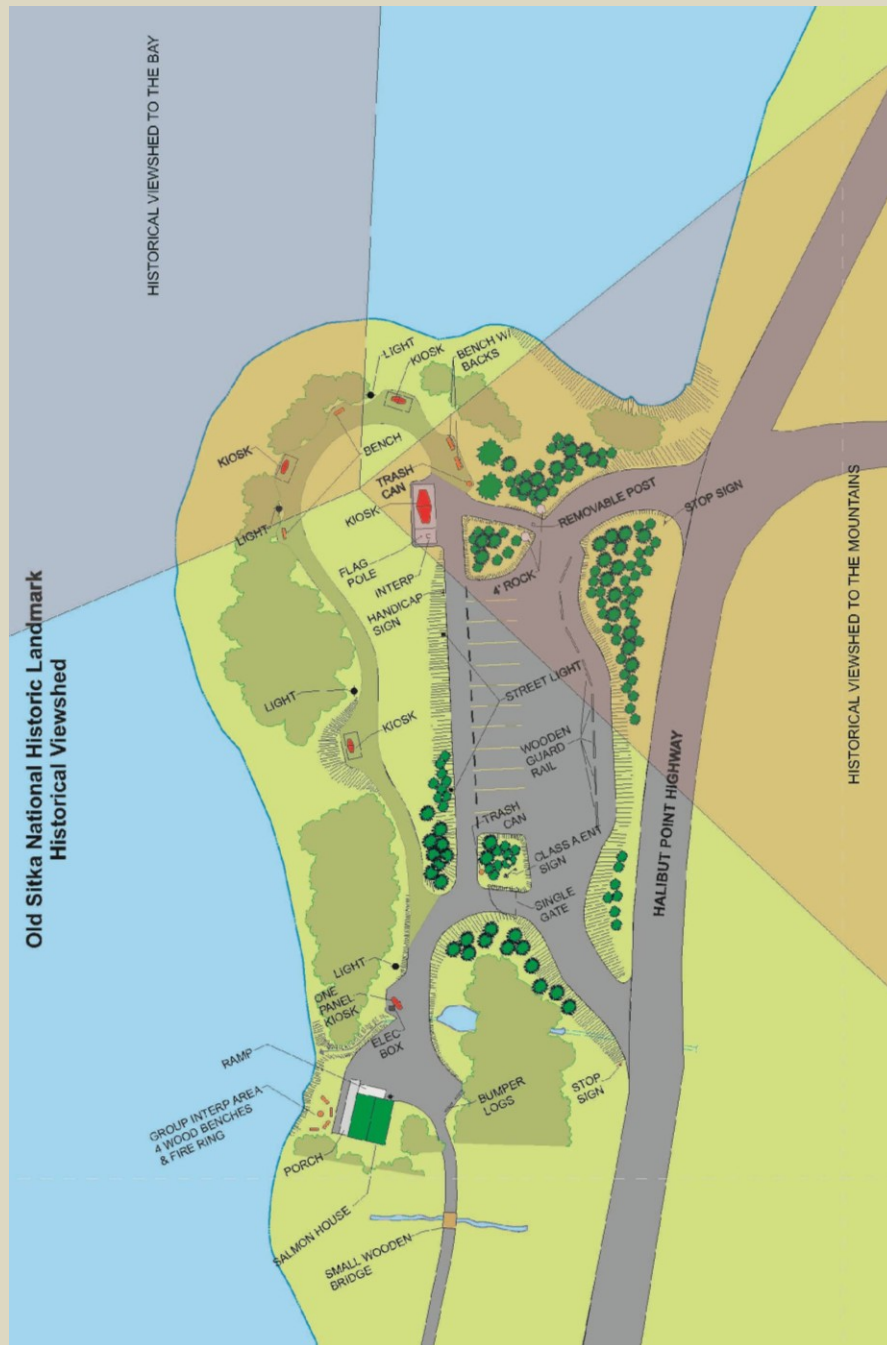 Old Sitka National Historic Landmark
Historical Viewshed
HISTORICAL VIEWSHED TO THE BAY
LIGHT
KIOSK
BENCH W/
BACKS
BENCH
KIOSK
TRASH
CAN
KIOSK
LIGHT
FLAG
POLE
INTERP
HANDICAP
SIGN
REMOVABLE POST
STOP SIGN
4' ROCK
HISTORICAL VIEWSHED TO THE MOUNTAINS
STREET LIGHT
LIGHT
KIOSK
WOODEN
GUARD
RAIL
TRASH
CAN
CLASS A ENT
SIGN
SINGLE
GATE
HALIBUT POINT HIGHWAY
LIGHT
ONE
PANEL
KIOSK
ELEC
BOX
RAMP
GROUP INTERP AREA
4 WOOD BENCHES
& FIRE RING
PORCH
SALMON HOUSE
BUMPER
LOGS
STOP
SIGN
SMALL WOODEN
BRIDGE